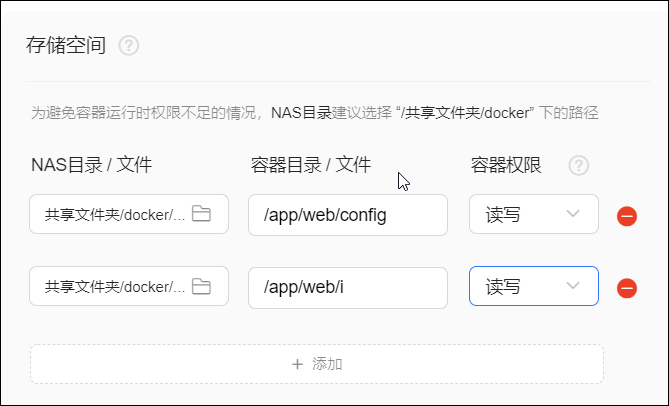 存储空间 ?
为避免容器运行时权限不足的情况，NAS目录建议选择 “/共享文件夹/docker” 下的路径
NAS目录 / 文件 容器目录 / 文件 容器权限 ?
共享文件夹/docker/... /app/web/config 读写
共享文件夹/docker/... /app/web/i 读写
+ 添加